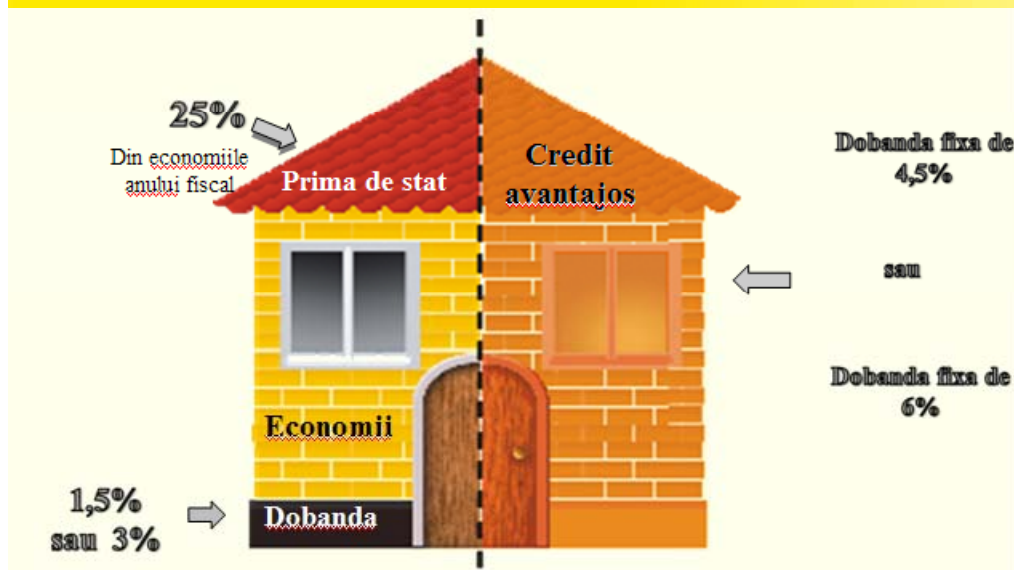 25%
Din economiile
anului fiscal
Prima de stat
Credit
avantajos
Dobanda fixa de
4,5%
sau
Dobanda fixa de
6%
Economii
1,5%
sau 3%
Dobanda